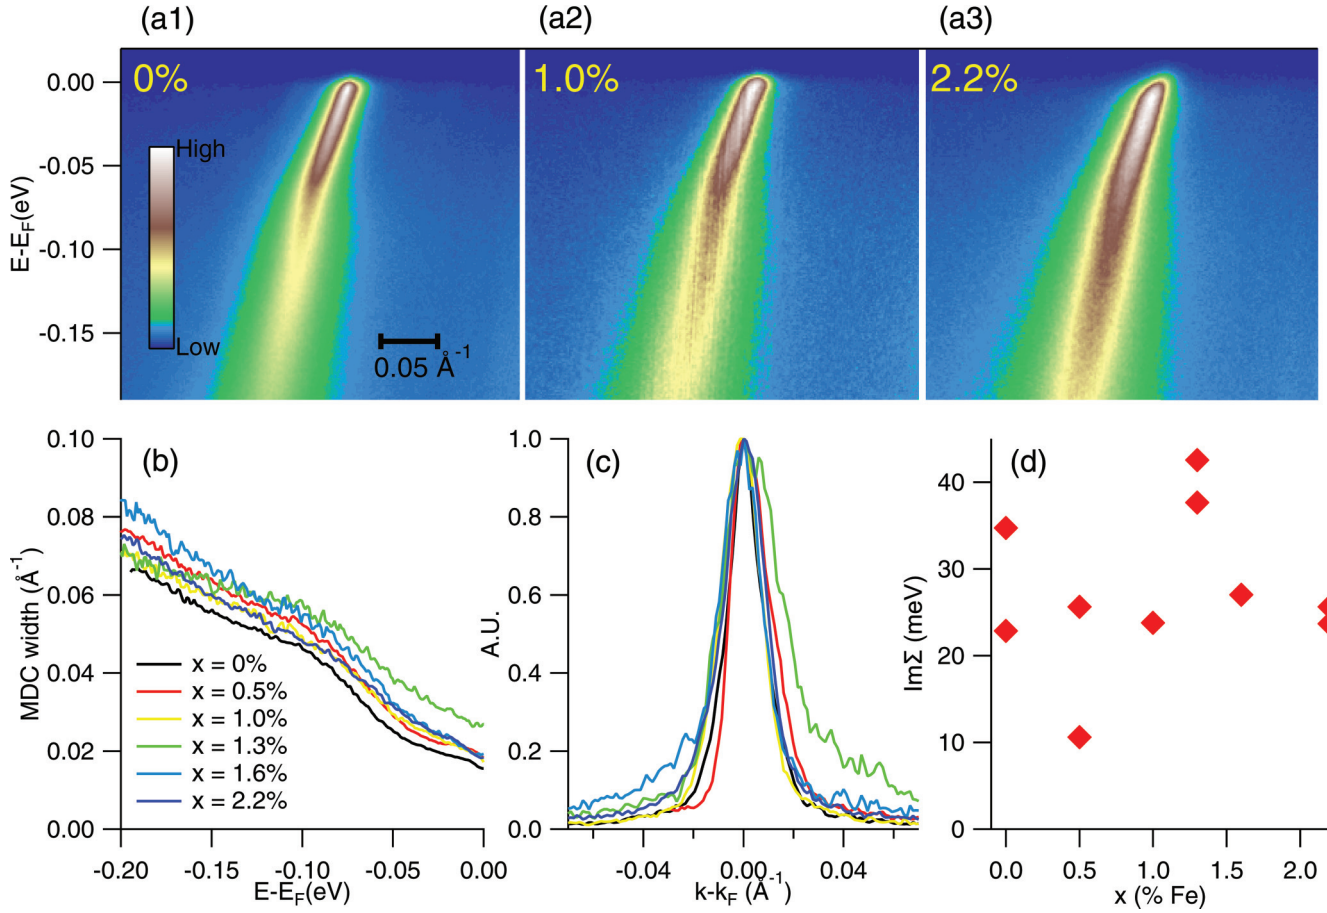 (a1) (a2) (a3)
0% 1.0% 2.2%
High
Low
0.05 Å-1
0.00
-0.05
-0.10
-0.15
E-EF(eV)
(b)
0.10
0.08
0.06
0.04
0.02
0.00
MDC width (Å-1)
x = 0%
x = 0.5%
x = 1.0%
x = 1.3%
x = 1.6%
x = 2.2%
-0.20 -0.15 -0.10 -0.05 0.00
E-EF(eV)
(c)
1.0
0.8
0.6
0.4
0.2
0.0
A.U.
-0.04 0.00 0.04
k-kF (Å-1)
(d)
40
30
20
10
0
ImΣ (meV)
0.0 0.5 1.0 1.5 2.0
x (% Fe)